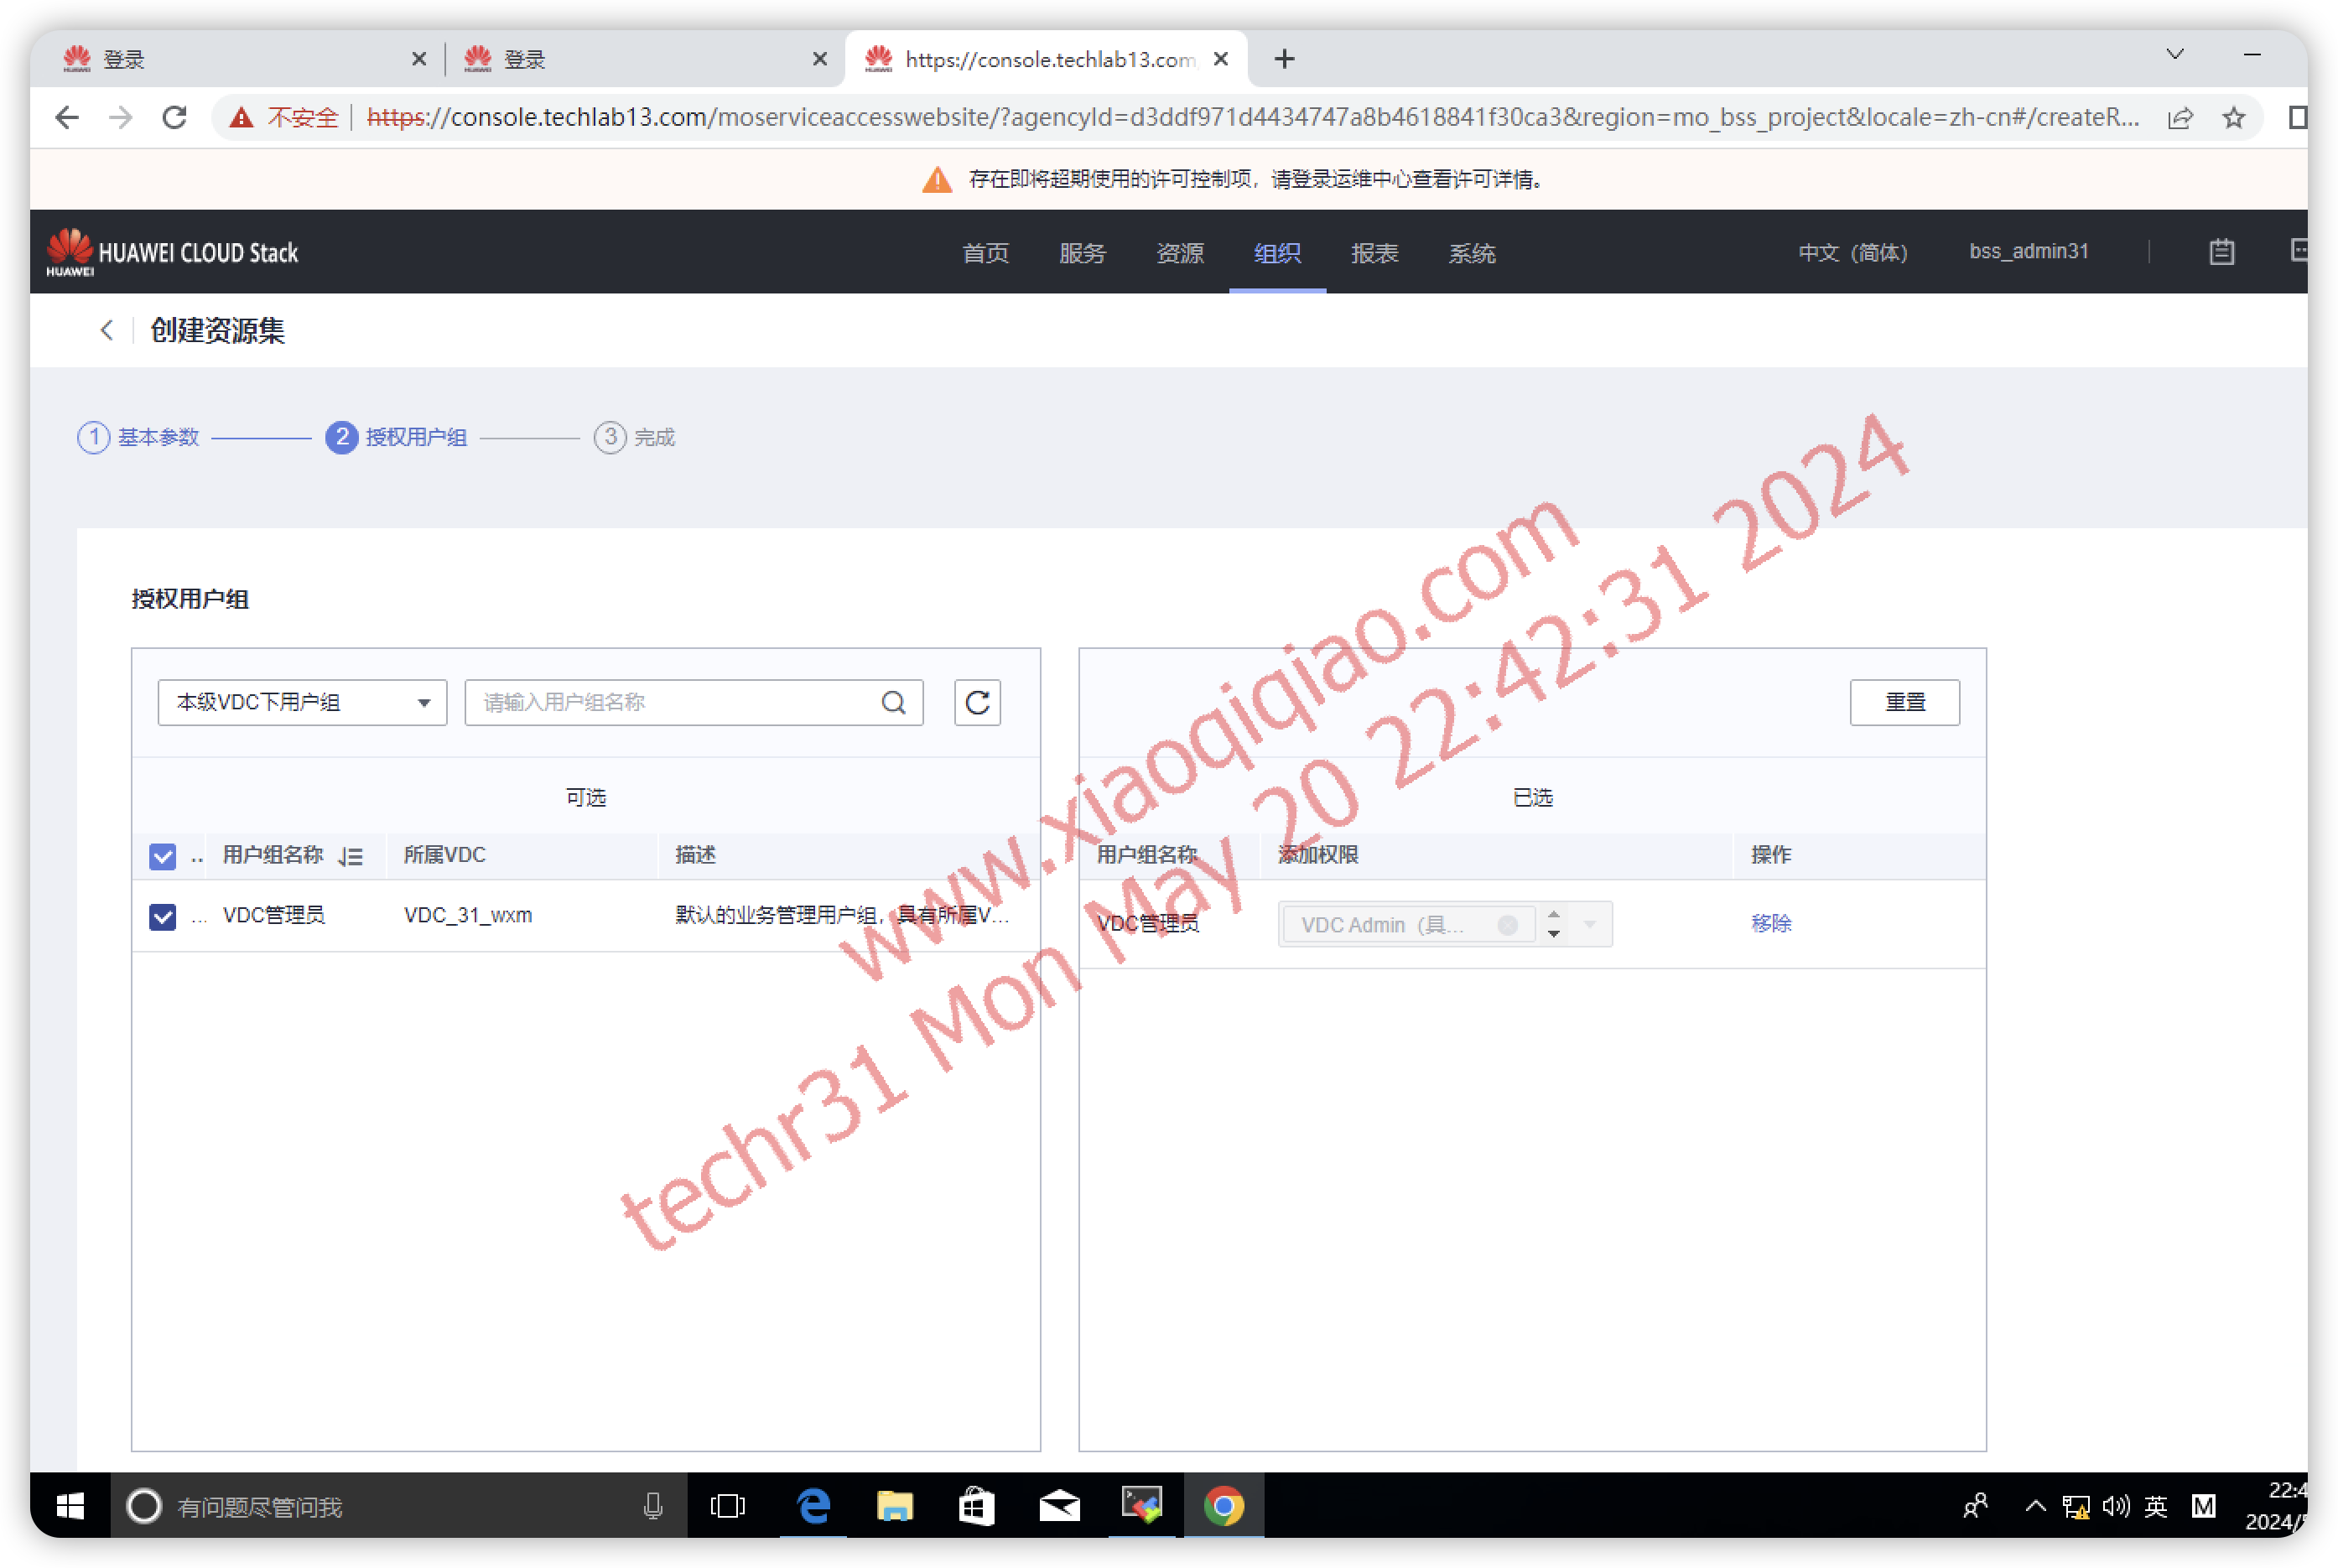 登录
登录
https://console.techlab13.com
不安全
https://console.techlab13.com/moserviceaccesswebsite/?agencyId=d3ddf971d4434747a8b4618841f30ca3&region=mo_bss_project&locale=zh-cn#/createR...
存在即将超期使用的许可控制项，请登录运维中心查看许可详情。
HUAWEI
HUAWEI CLOUD Stack
首页 服务 资源 组织 报表 系统
中文（简体） bss_admin31
创建资源集
1 基本参数 2 授权用户组 3 完成
授权用户组
本级VDC下用户组
请输入用户组名称
重置
可选
已选
.. 用户组名称 所属VDC 描述
用户组名称 添加权限 操作
... VDC管理员 VDC_31_wxm 默认的业务管理用户组，具有所属V...
VDC管理员 VDC Admin（具... 移除
www.xiaoqiqiao.com
techr31 Mon May 20 22:42:31 2024
有问题尽管问我
英
M
22:4
2024/